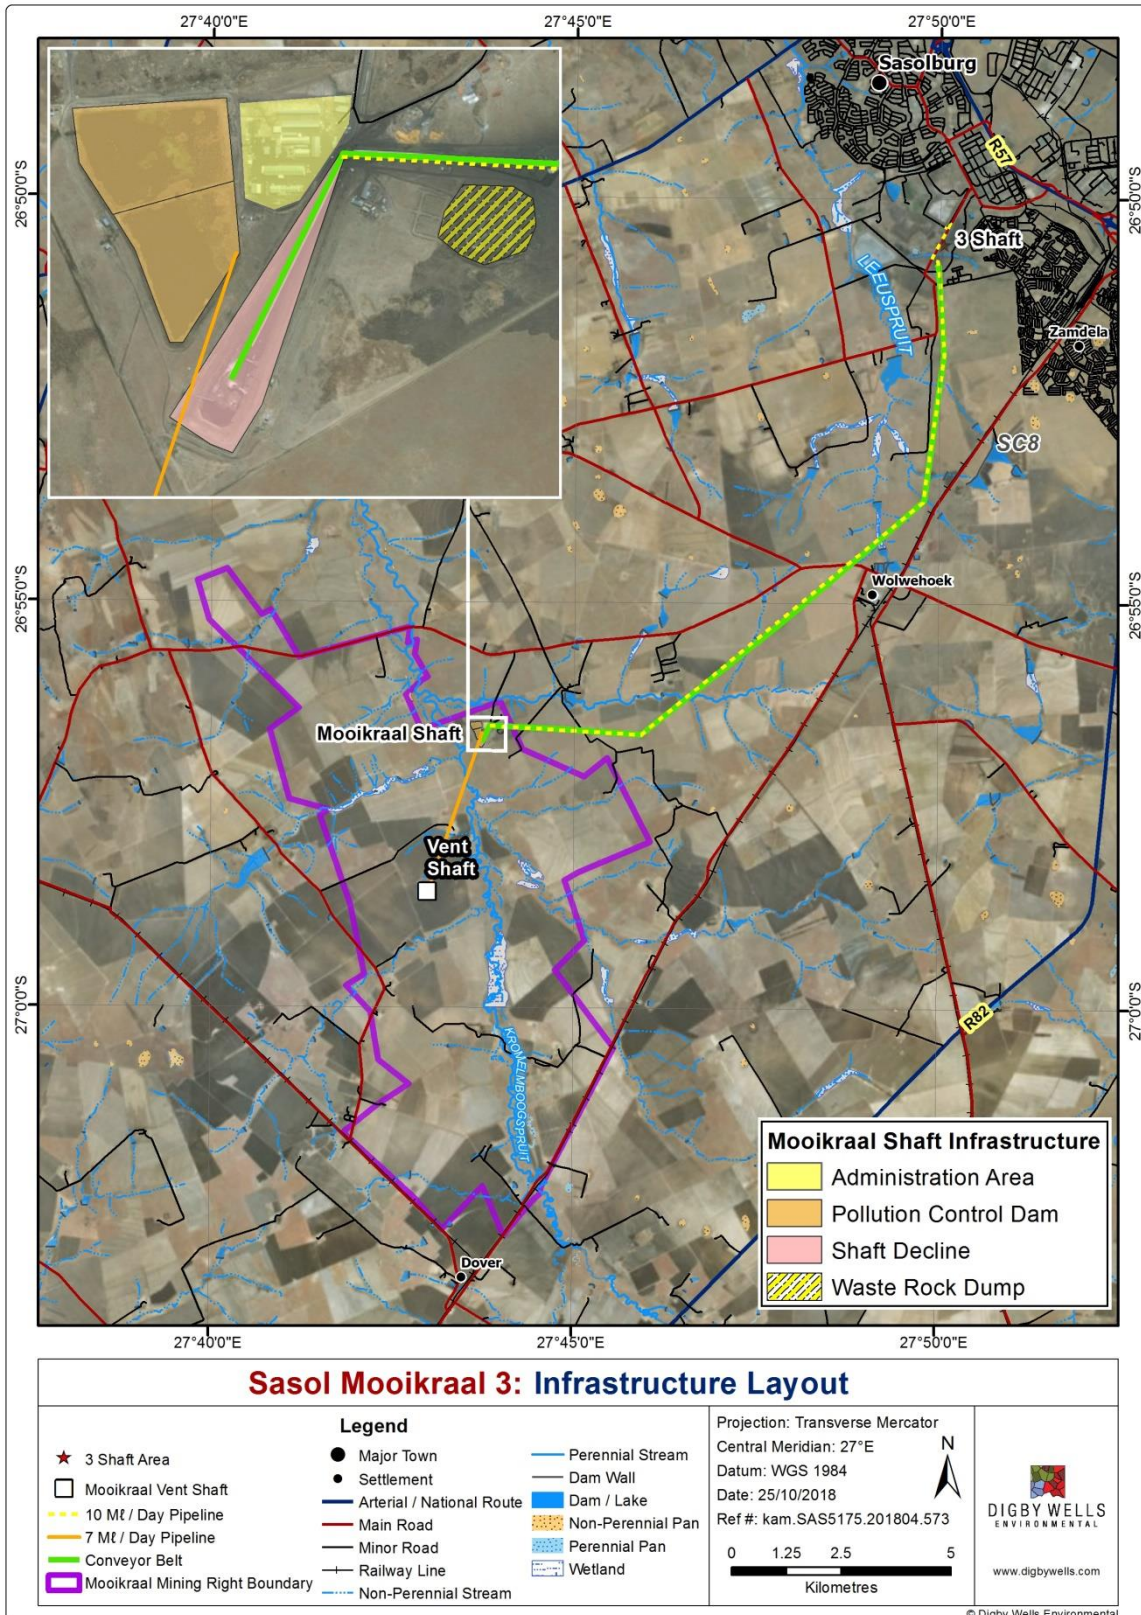 27°40'0"E 27°45'0"E 27°50'0"E
Sasolburg
R57
26°50'0"S 26°50'0"S
3 Shaft
LEEUSPRUIT
Zamdela
SC8
26°55'0"S 26°55'0"S
Wolwehoek
Mooikraal Shaft
Vent
Shaft
27°0'0"S 27°0'0"S
R82
KROMELMBOOGSPRUIT
Dover
Mooikraal Shaft Infrastructure
Administration Area
Pollution Control Dam
Shaft Decline
Waste Rock Dump
27°40'0"E 27°45'0"E 27°50'0"E
Sasol Mooikraal 3: Infrastructure Layout
Legend
3 Shaft Area
Mooikraal Vent Shaft
10 Mℓ / Day Pipeline
7 Mℓ / Day Pipeline
Conveyor Belt
Mooikraal Mining Right Boundary
Major Town
Settlement
Arterial / National Route
Main Road
Minor Road
Railway Line
Non-Perennial Stream
Perennial Stream
Dam Wall
Dam / Lake
Non-Perennial Pan
Perennial Pan
Wetland
Projection: Transverse Mercator
Central Meridian: 27°E
Datum: WGS 1984
Date: 25/10/2018
Ref #: kam.SAS5175.201804.573
N
0 1.25 2.5 5
Kilometres
DIGBY WELLS
ENVIRONMENTAL
www.digbywells.com
© Digby Wells Environmental